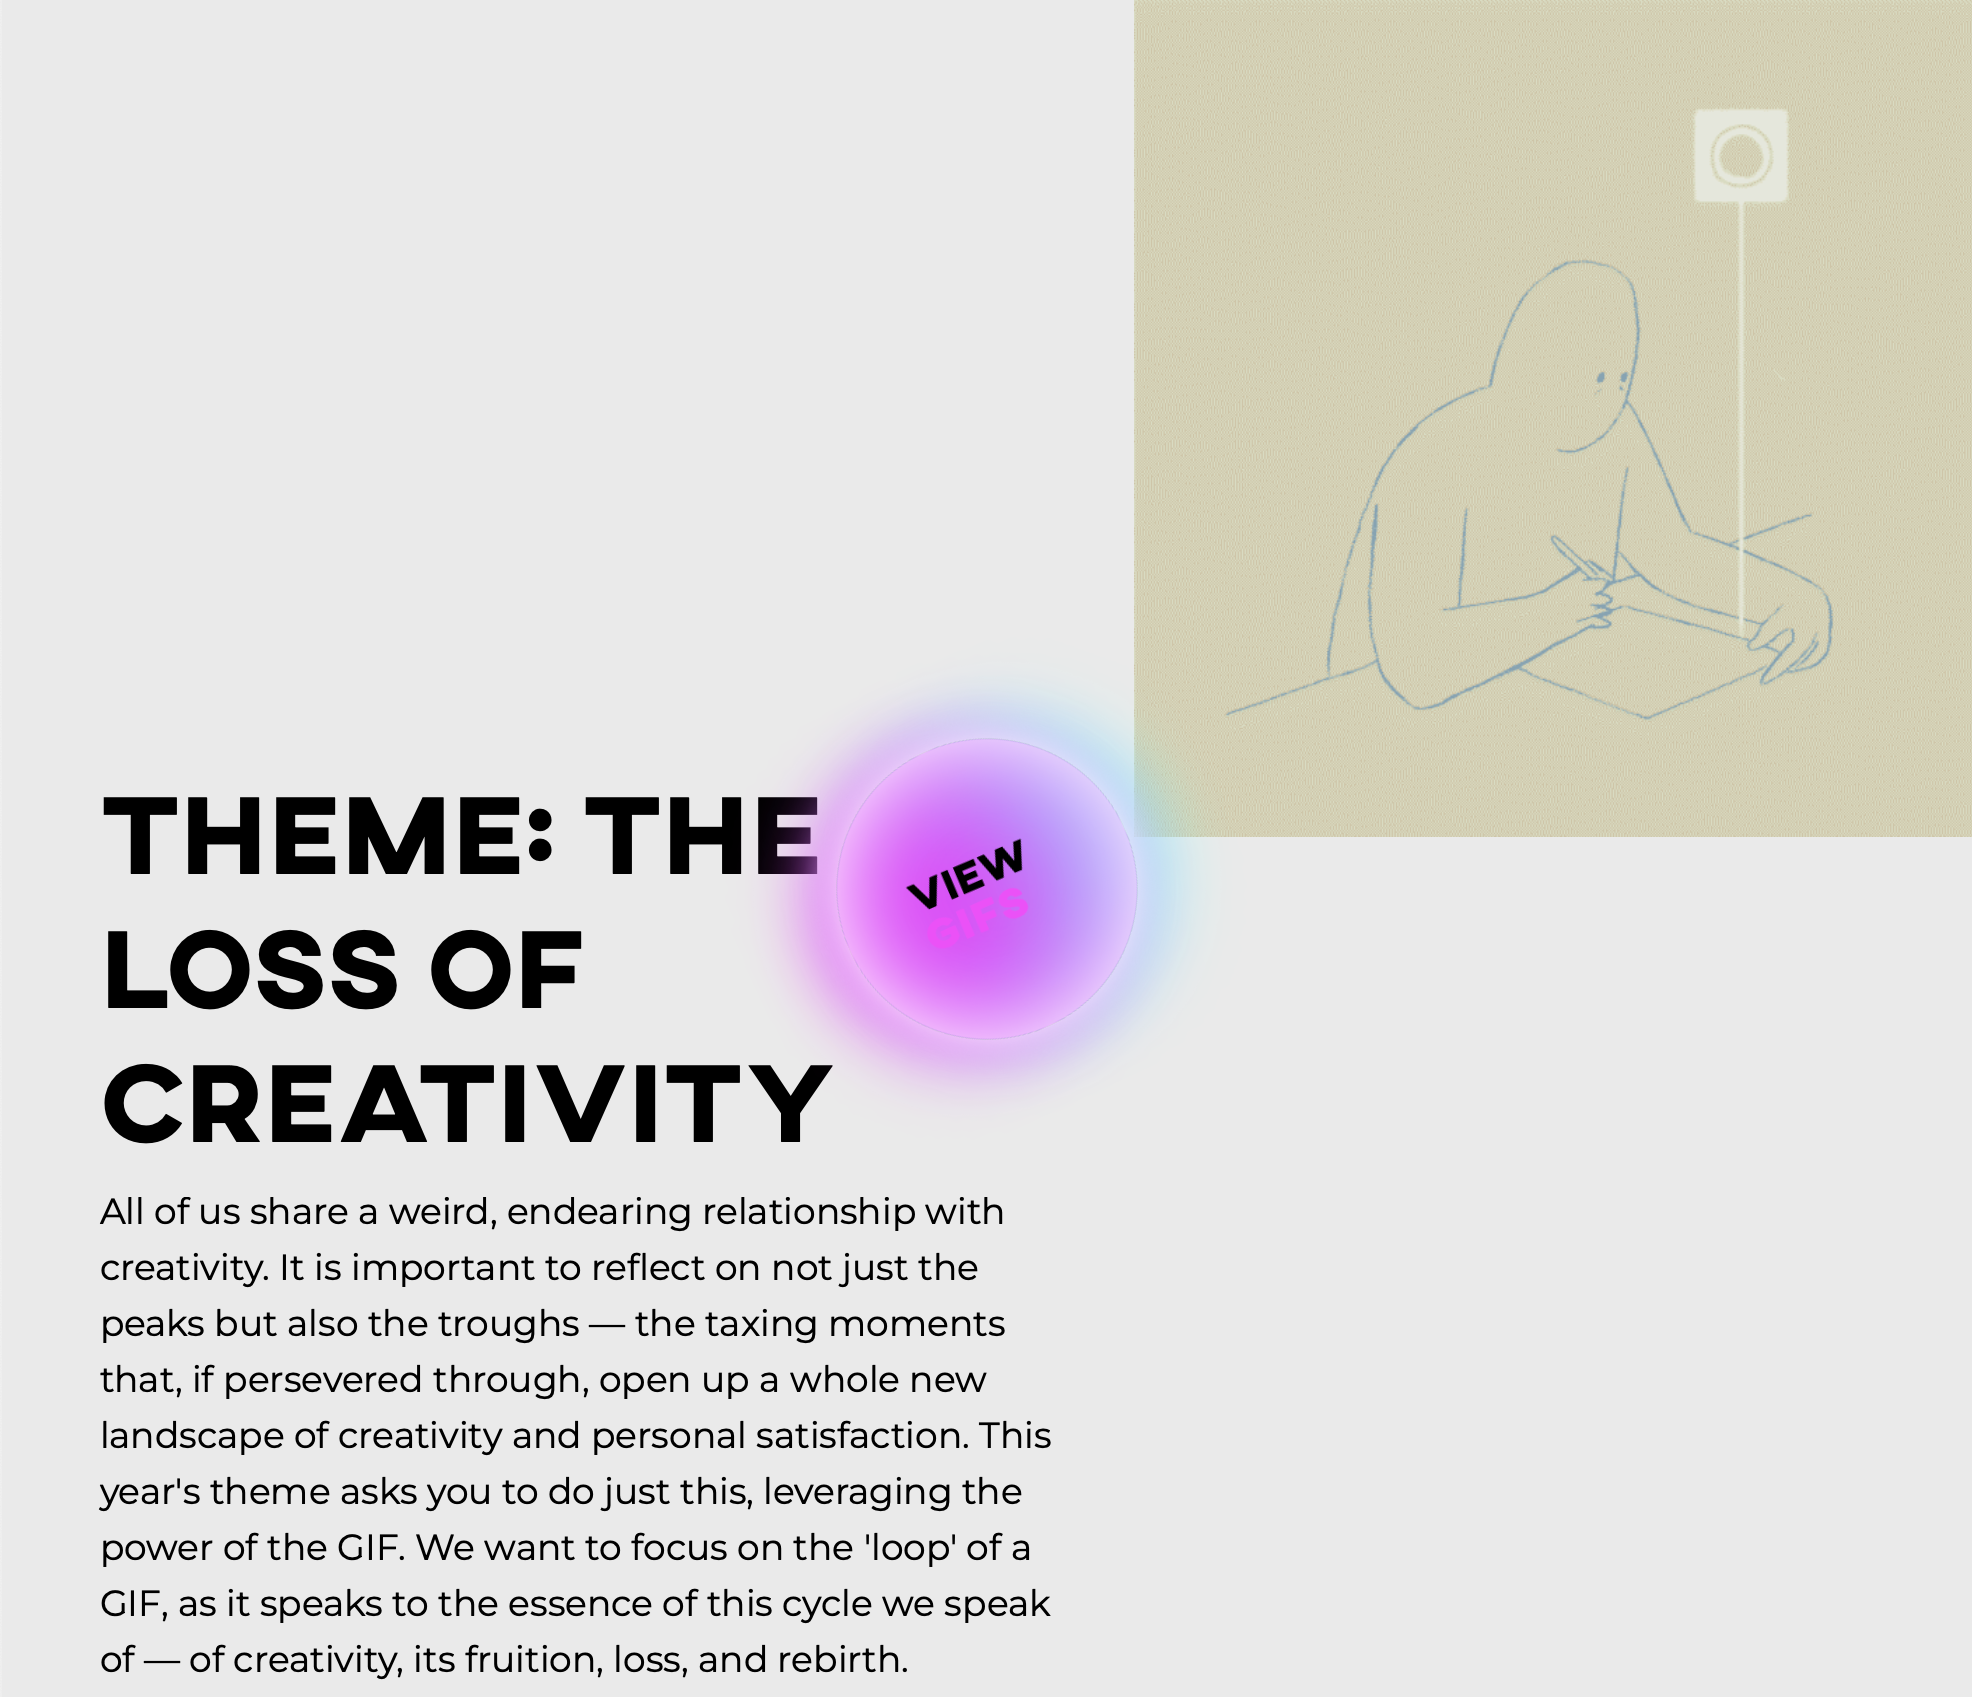 THEME: THE
LOSS OF
CREATIVITY
VIEW
GIFS
All of us share a weird, endearing relationship with
creativity. It is important to reflect on not just the
peaks but also the troughs — the taxing moments
that, if persevered through, open up a whole new
landscape of creativity and personal satisfaction. This
year's theme asks you to do just this, leveraging the
power of the GIF. We want to focus on the 'loop' of a
GIF, as it speaks to the essence of this cycle we speak
of — of creativity, its fruition, loss, and rebirth.